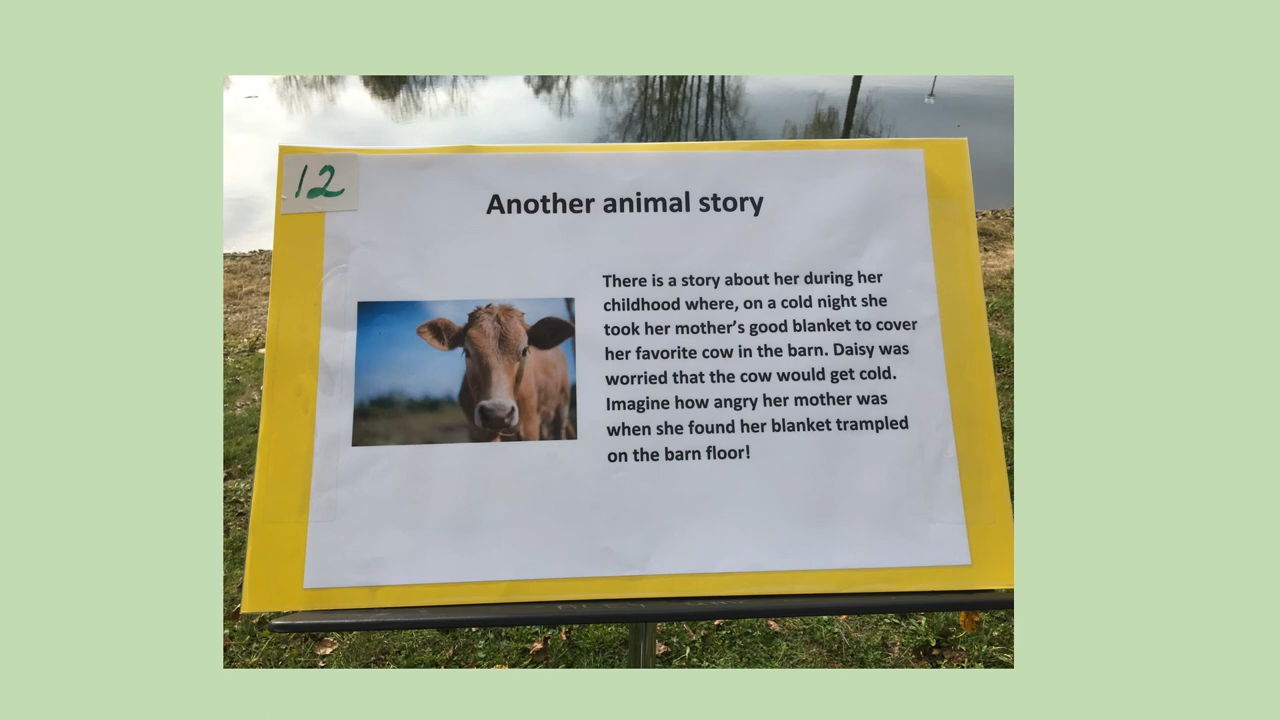 12
Another animal story
There is a story about her during her
childhood where, on a cold night she
took her mother’s good blanket to cover
her favorite cow in the barn. Daisy was
worried that the cow would get cold.
Imagine how angry her mother was
when she found her blanket trampled
on the barn floor!